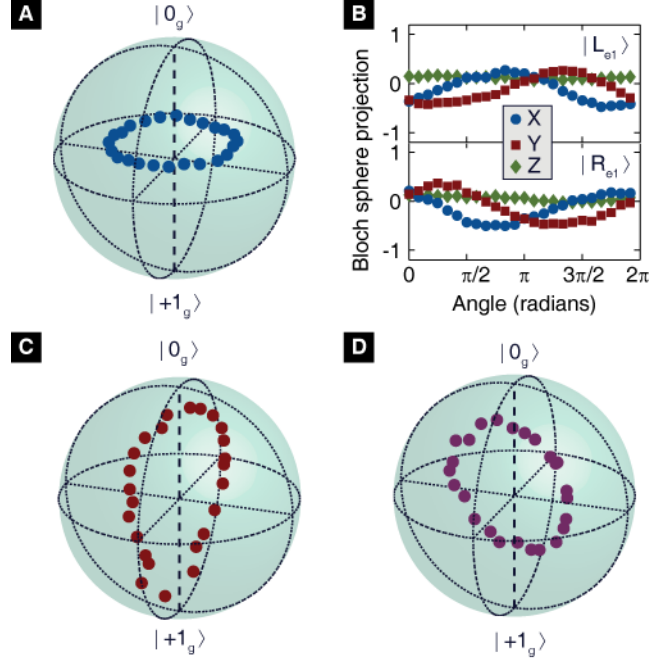 A
| 0g ⟩
| +1g ⟩
B
Bloch sphere projection
1
0
-1
| Le1 ⟩
X
Y
Z
1
0
-1
| Re1 ⟩
0 π/2 π 3π/2 2π
Angle (radians)
C
| 0g ⟩
| +1g ⟩
D
| 0g ⟩
| +1g ⟩